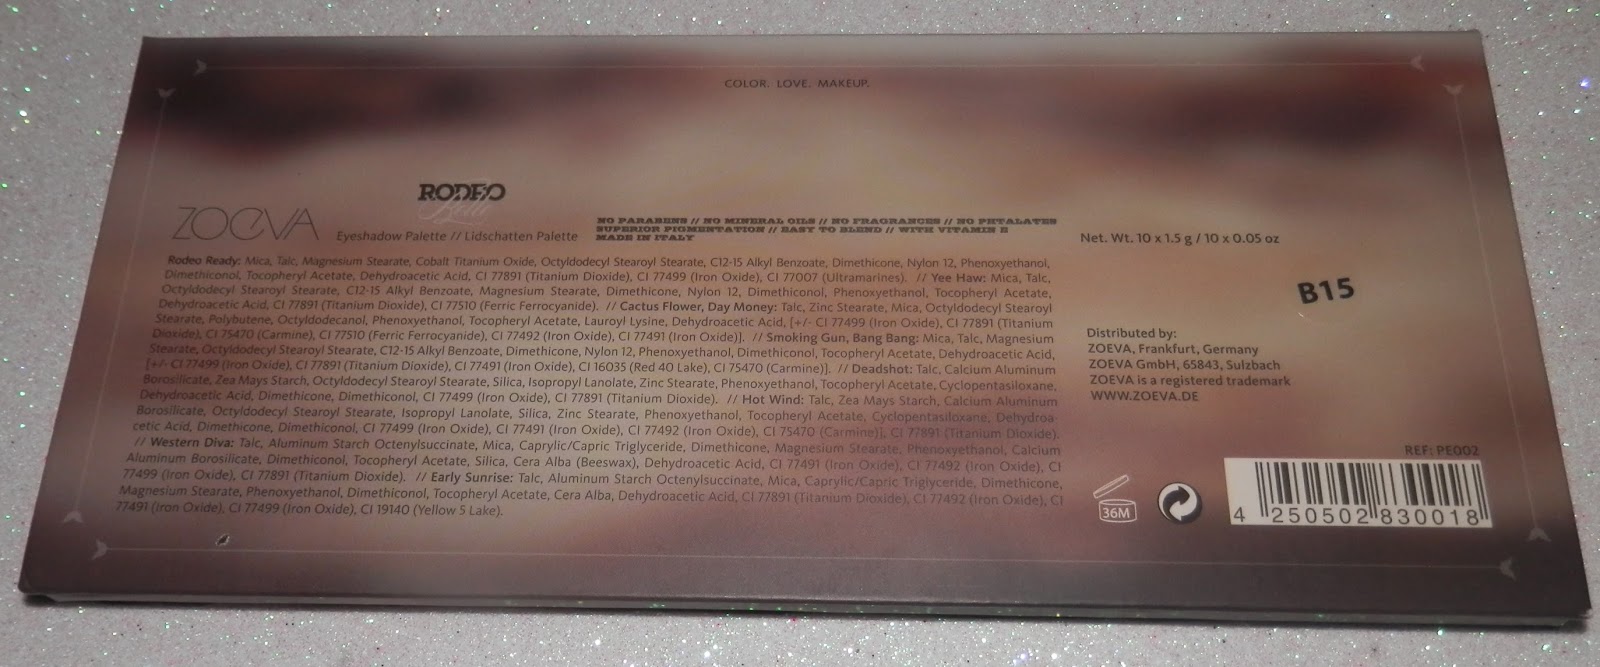 COLOR. LOVE. MAKEUP.
RODEO
Belle
ZOEVA
Eyeshadow Palette // Lidschatten Palette
NO PARABENS // NO MINERAL OILS // NO FRAGRANCES // NO PHTALATES
SUPERIOR PIGMENTATION // EASY TO BLEND // WITH VITAMIN E
MADE IN ITALY
Net. Wt. 10 x 1.5 g / 10 x 0.05 oz
Rodeo Ready: Mica, Talc, Magnesium Stearate, Cobalt Titanium Oxide, Octyldodecyl Stearoyl Stearate, C12-15 Alkyl Benzoate, Dimethicone, Nylon 12, Phenoxyethanol,
Dimethiconol, Tocopheryl Acetate, Dehydroacetic Acid, CI 77891 (Titanium Dioxide), CI 77499 (Iron Oxide), CI 77007 (Ultramarines). // Yee Haw: Mica, Talc,
Octyldodecyl Stearoyl Stearate, C12-15 Alkyl Benzoate, Magnesium Stearate, Dimethicone, Nylon 12, Dimethiconol, Phenoxyethanol, Tocopheryl Acetate,
Dehydroacetic Acid, CI 77891 (Titanium Dioxide), CI 77510 (Ferric Ferrocyanide). // Cactus Flower, Day Money: Talc, Zinc Stearate, Mica, Octyldodecyl Stearoyl
Stearate, Polybutene, Octyldodecanol, Phenoxyethanol, Tocopheryl Acetate, Lauroyl Lysine, Dehydroacetic Acid, [+/- CI 77499 (Iron Oxide), CI 77891 (Titanium
Dioxide), CI 75470 (Carmine), CI 77510 (Ferric Ferrocyanide), CI 77492 (Iron Oxide), CI 77491 (Iron Oxide)]. // Smoking Gun, Bang Bang: Mica, Talc, Magnesium
Stearate, Octyldodecyl Stearoyl Stearate, C12-15 Alkyl Benzoate, Dimethicone, Nylon 12, Phenoxyethanol, Dimethiconol, Tocopheryl Acetate, Dehydroacetic Acid,
[+/- CI 77499 (Iron Oxide), CI 77891 (Titanium Dioxide), CI 77491 (Iron Oxide), CI 16035 (Red 40 Lake), CI 75470 (Carmine)]. // Deadshot: Talc, Calcium Aluminum
Borosilicate, Zea Mays Starch, Octyldodecyl Stearoyl Stearate, Silica, Isopropyl Lanolate, Zinc Stearate, Phenoxyethanol, Tocopheryl Acetate, Cyclopentasiloxane,
Dehydroacetic Acid, Dimethicone, Dimethiconol, CI 77499 (Iron Oxide), CI 77891 (Titanium Dioxide). // Hot Wind: Talc, Zea Mays Starch, Calcium Aluminum
Borosilicate, Octyldodecyl Stearoyl Stearate, Isopropyl Lanolate, Silica, Zinc Stearate, Phenoxyethanol, Tocopheryl Acetate, Cyclopentasiloxane, Dehydroa-
cetic Acid, Dimethicone, Dimethiconol, CI 77499 (Iron Oxide), CI 77491 (Iron Oxide), CI 77492 (Iron Oxide), CI 75470 (Carmine)], CI 77891 (Titanium Dioxide).
// Western Diva: Talc, Aluminum Starch Octenylsuccinate, Mica, Caprylic/Capric Triglyceride, Dimethicone, Magnesium Stearate, Phenoxyethanol, Calcium
Aluminum Borosilicate, Dimethiconol, Tocopheryl Acetate, Silica, Cera Alba (Beeswax), Dehydroacetic Acid, CI 77491 (Iron Oxide), CI 77492 (Iron Oxide), CI
77499 (Iron Oxide), CI 77891 (Titanium Dioxide). // Early Sunrise: Talc, Aluminum Starch Octenylsuccinate, Mica, Caprylic/Capric Triglyceride, Dimethicone,
Magnesium Stearate, Phenoxyethanol, Dimethiconol, Tocopheryl Acetate, Cera Alba, Dehydroacetic Acid, CI 77891 (Titanium Dioxide), CI 77492 (Iron Oxide), CI
77491 (Iron Oxide), CI 77499 (Iron Oxide), CI 19140 (Yellow 5 Lake).
B15
Distributed by:
ZOEVA, Frankfurt, Germany
ZOEVA GmbH, 65843, Sulzbach
ZOEVA is a registered trademark
WWW.ZOEVA.DE
REF: PE002
36M
4 250502 830018